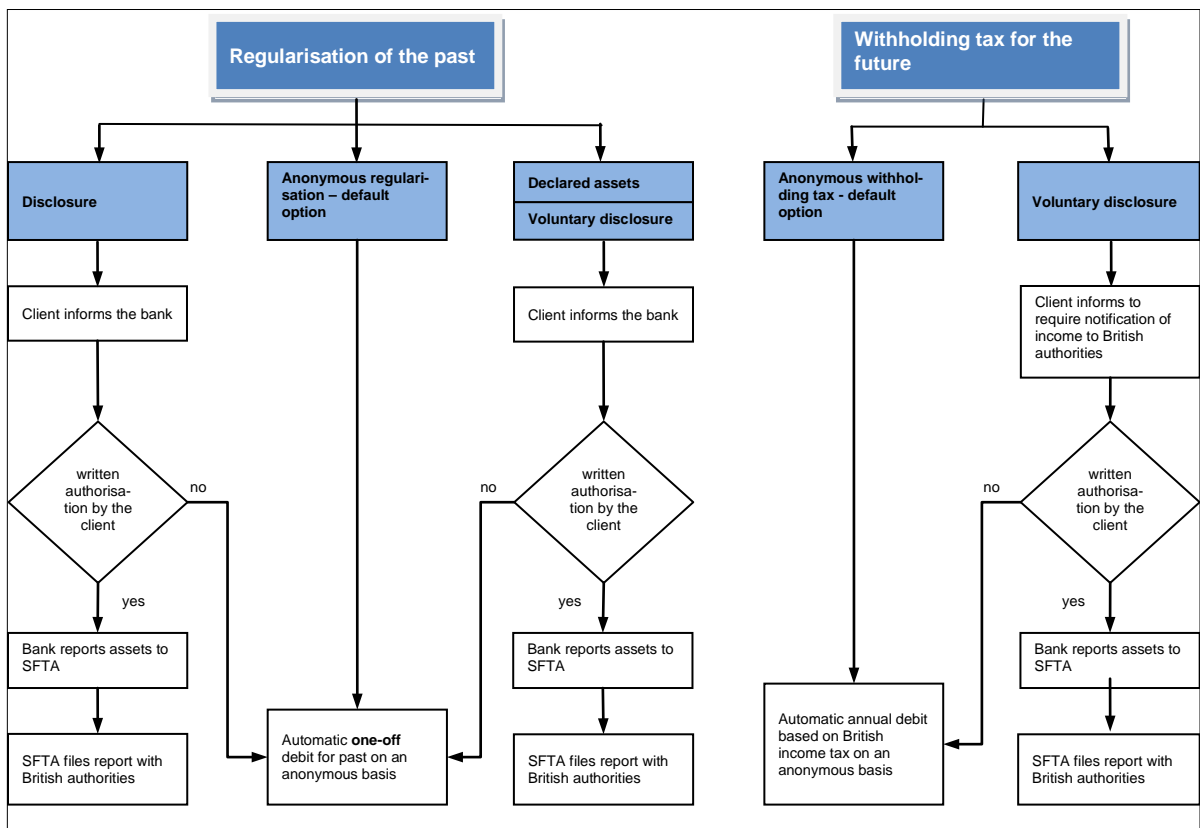 Regularisation of the past
Withholding tax for the
future
Disclosure
Anonymous regulari-
sation – default
option
Declared assets
Voluntary disclosure
Anonymous withhol-
ding tax - default
option
Voluntary disclosure
Client informs the bank
Client informs the bank
Client informs to
require notification of
income to British
authorities
written
authorisa-
tion by the
client
no
no
written
authorisa-
tion by the
client
no
written
authorisa-
tion by the
client
yes
yes
yes
Bank reports assets to
SFTA
Bank reports assets to
SFTA
Bank reports assets to
SFTA
SFTA files report with
British authorities
Automatic one-off
debit for past on an
anonymous basis
SFTA files report with
British authorities
Automatic annual debit
based on British
income tax on an
anonymous basis
SFTA files report with
British authorities